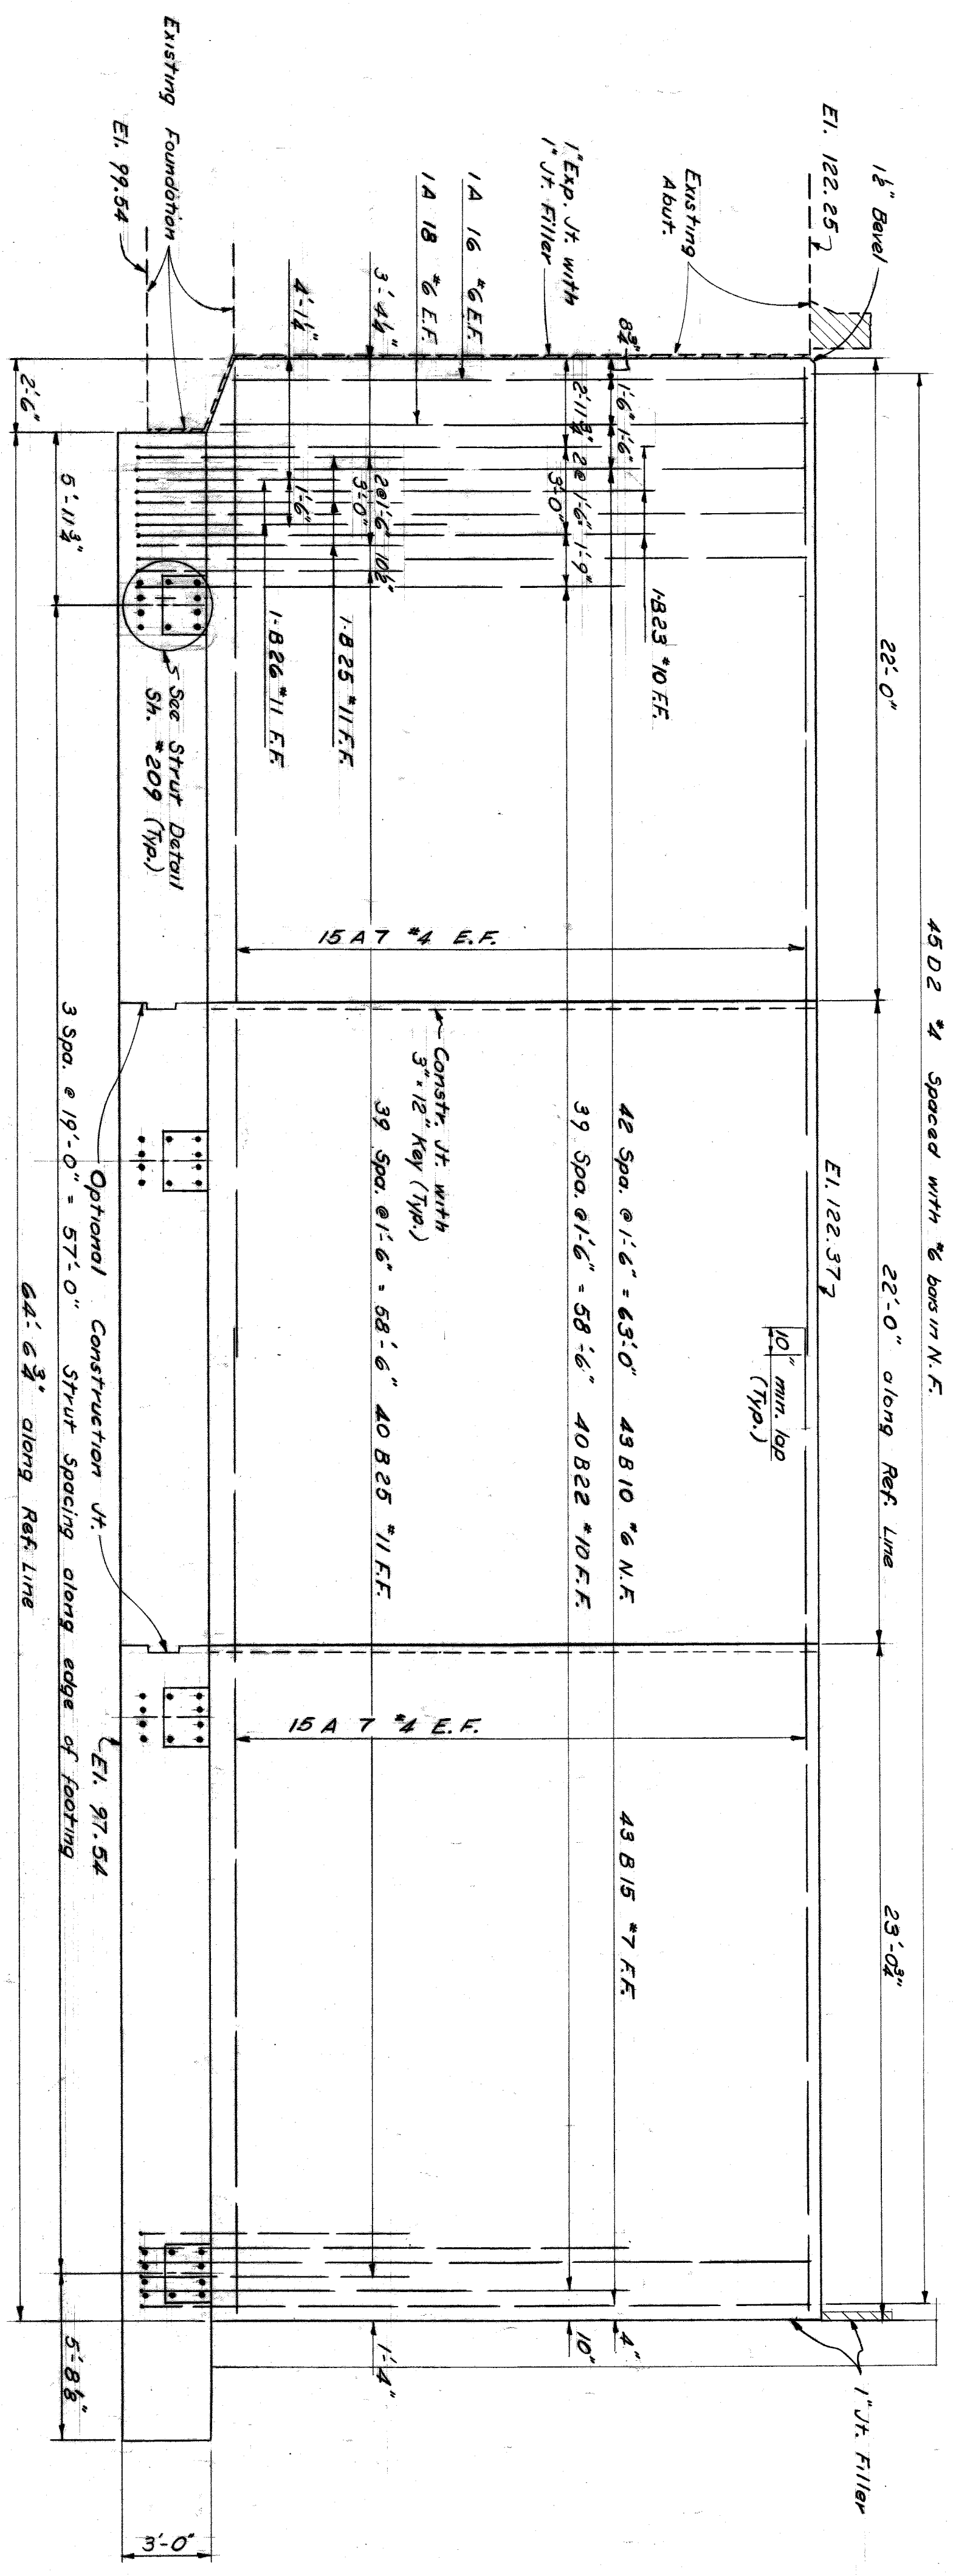 45 D2 #4 Spaced with #6 bars in N.F.
22'-0"
22'-0" along Ref. Line
23'-0 3/4"
1 1/2" Bevel
El. 122.25
El. 122.37
1" Jt. Filler
Existing
Abut.
10" min. lap
(Typ.)
8 3/4"
1'-6"
1'-6"
1-B23 #10 F.F.
42 Spa. @ 1'-6" = 63'-0" 43 B 10 #6 N.F.
43 B 15 #7 F.F.
4"
1" Exp. Jt. with
1" Jt. Filler
2'-11 3/4"
2 @ 1'-6"
3'-0"
1'-9"
39 Spa. @ 1'-6" = 58'-6" 40 B22 #10 F.F.
10"
1 A 16 #6 E.F.
1 A 18 #6 E.F.
15 A 7 #4 E.F.
Constr. Jt. with
3" x 12" Key (Typ.)
15 A 7 #4 E.F.
3'-4 1/4"
2 @ 1'-6"
3'-0"
10 1/2"
1-B25 #11 F.F.
39 Spa. @ 1'-6" = 58'-6" 40 B 25 #11 F.F.
1'-4"
4'-1 1/4"
1'-6"
1-B26 #11 F.F.
Existing Foundation
El. 99.54
See Strut Detail
Sh. #209 (Typ.)
Optional Construction Jt.
El. 97.54
3'-0"
2'-6"
5'-11 3/4"
3 Spa. @ 19'-0" = 57'-0" Strut Spacing along edge of footing
5'-8 1/8"
64'-6 3/4" along Ref. Line